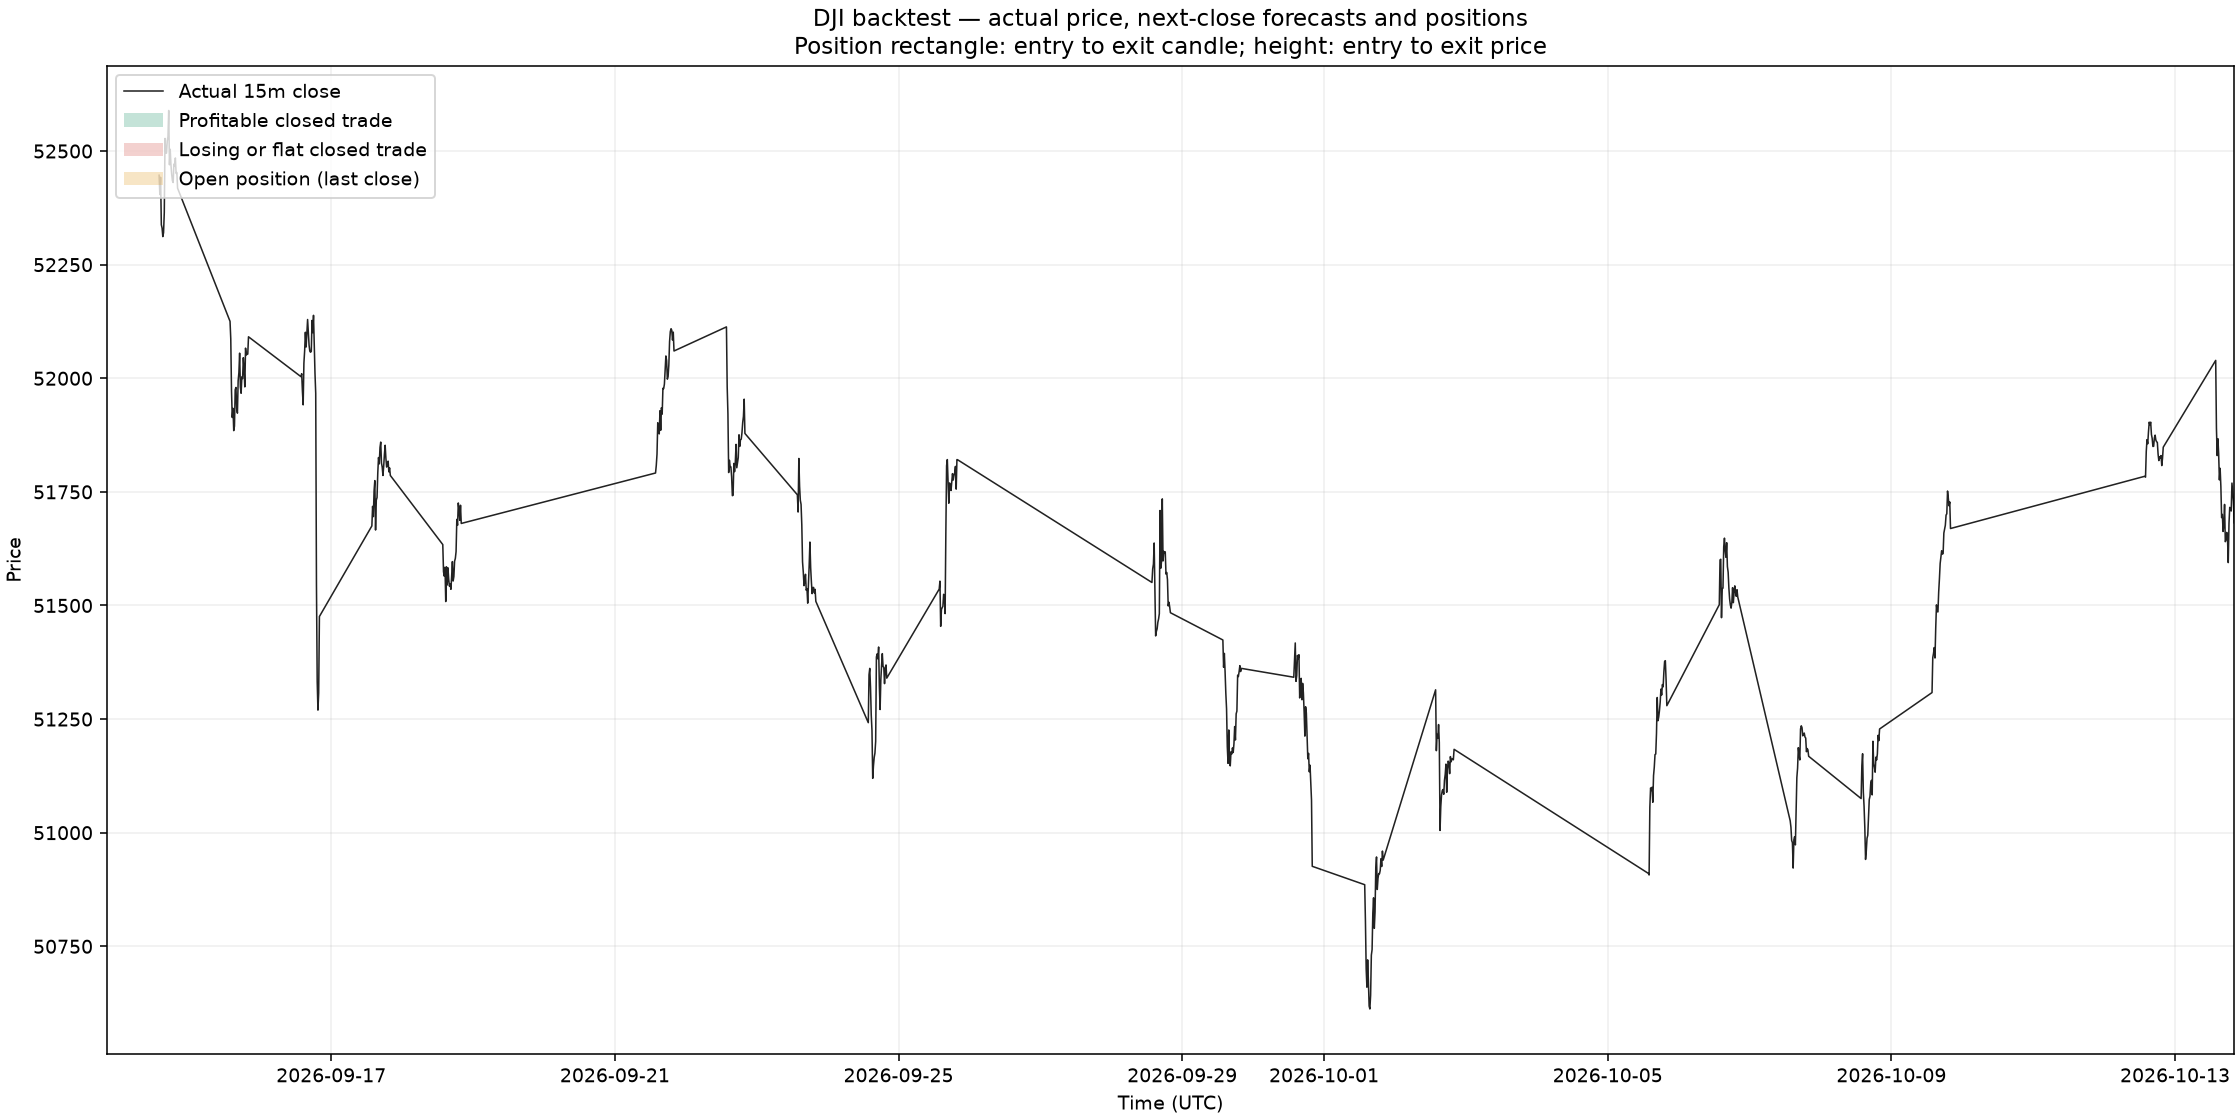 DJI backtest — actual price, next-close forecasts and positions
Position rectangle: entry to exit candle; height: entry to exit price
Actual 15m close
Profitable closed trade
Losing or flat closed trade
Open position (last close)
52500
52250
52000
51750
51500
51250
51000
50750
Price
2026-09-17
2026-09-21
2026-09-25
2026-09-29
2026-10-01
2026-10-05
2026-10-09
2026-10-13
Time (UTC)